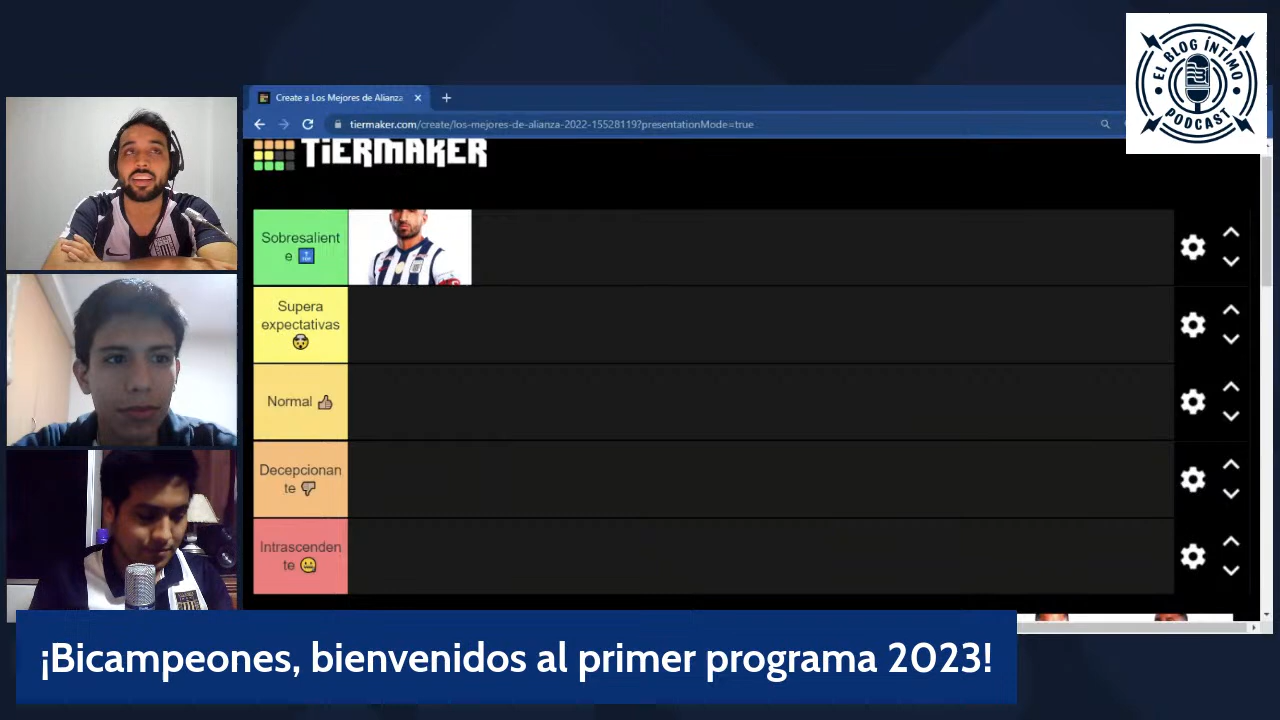 EL BLOG ÍNTIMO
PODCAST
Create a Los Mejores de Alianza
tiermaker.com/create/los-mejores-de-alianza-2022-15528119?presentationMode=true
TiERMAKER
Sobresalient
e TOP
Supera
expectativas
Normal
Decepcionan
te
Intrascenden
te
¡Bicampeones, bienvenidos al primer programa 2023!